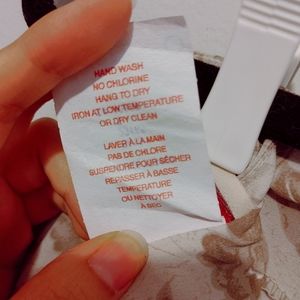 HAND WASH
NO CHLORINE
HANG TO DRY
IRON AT LOW TEMPERATURE
OR DRY CLEAN
LAVER À LA MAIN
PAS DE CHLORE
SUSPENDRE POUR SÉCHER
REPASSER À BASSE
TEMPÉRATURE
OU NETTOYER
À SEC